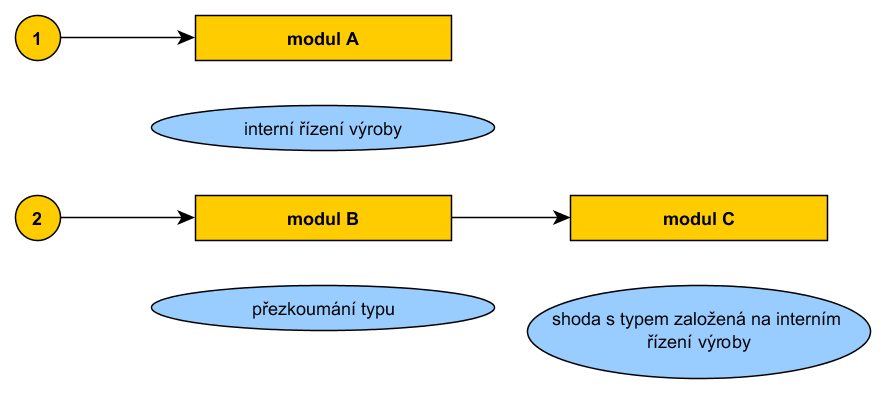 1
modul A
interní řízení výroby
2
modul B
modul C
přezkoumání typu
shoda s typem založená na interním
řízení výroby